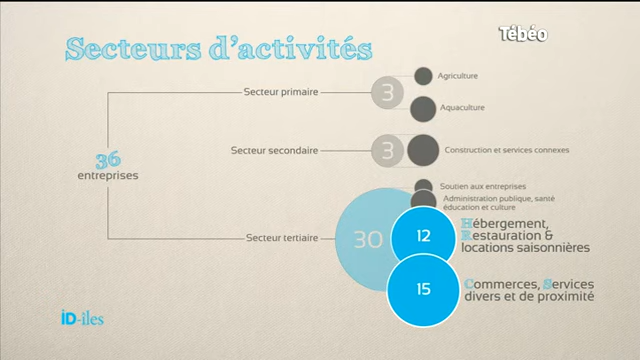 Secteurs d'activités
Tébéo
36
entreprises
Secteur primaire
3
Agriculture
Aquaculture
Secteur secondaire
3
Construction et services connexes
Secteur tertiaire
30
Soutien aux entreprises
Administration publique, santé
éducation et culture
12
Hébergement,
Restauration &
locations saisonnières
15
Commerces, Services
divers et de proximité
iD-îles